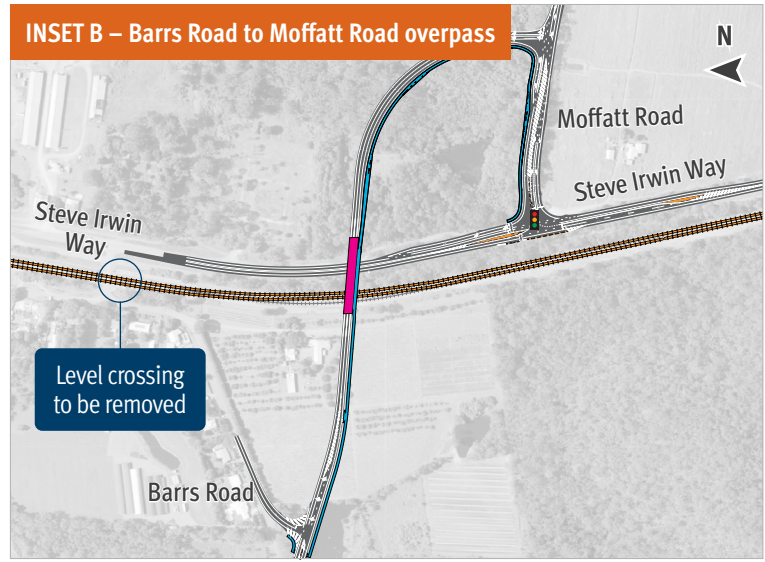 INSET B – Barrs Road to Moffatt Road overpass
N
Moffatt Road
Steve Irwin Way
Steve Irwin
Way
Level crossing
to be removed
Barrs Road